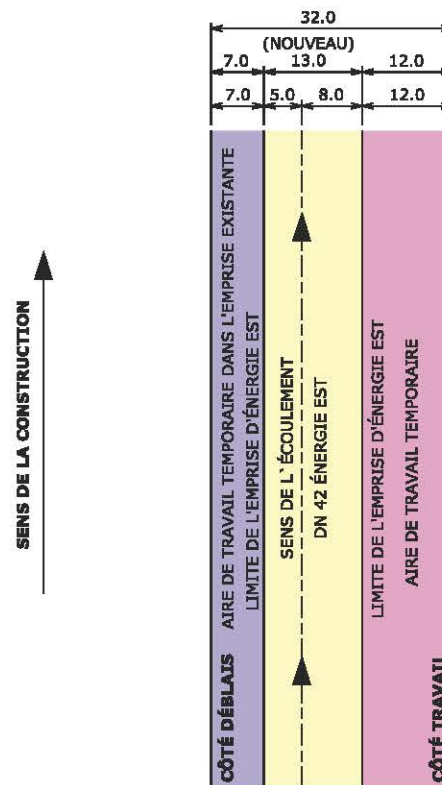 32.0
(NOUVEAU)
7.0 13.0 12.0
7.0 5.0 8.0 12.0
SENS DE LA CONSTRUCTION
CÔTÉ DÉBLAIS
AIRE DE TRAVAIL TEMPORAIRE DANS L'EMPRISE EXISTANTE
LIMITE DE L'EMPRISE D'ÉNERGIE EST
SENS DE L`ÉCOULEMENT
DN 42 ÉNERGIE EST
LIMITE DE L'EMPRISE D'ÉNERGIE EST
AIRE DE TRAVAIL TEMPORAIRE
CÔTÉ TRAVAIL